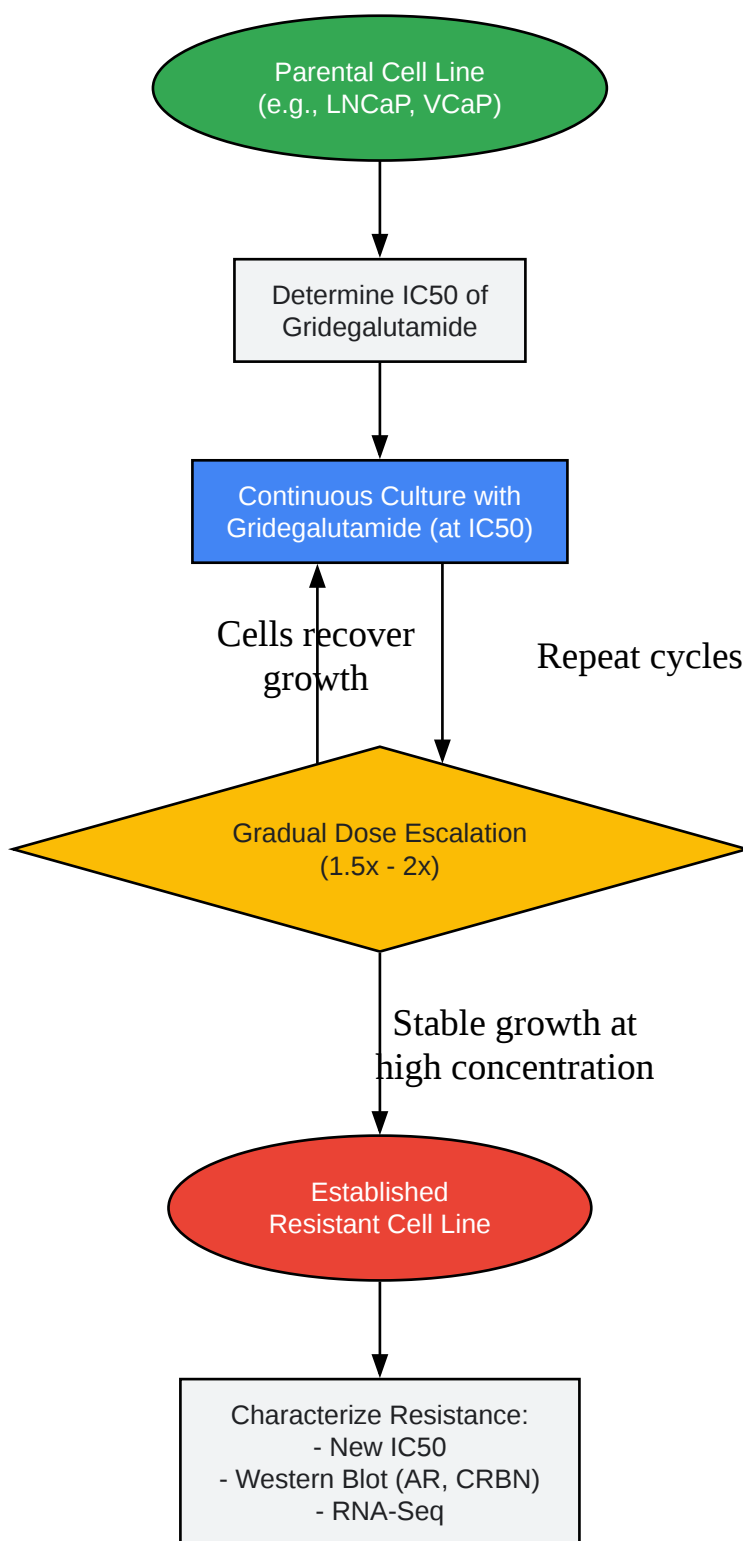 Parental Cell Line
(e.g., LNCaP, VCaP)
Determine IC50 of
Gridegalutamide
Continuous Culture with
Gridegalutamide (at IC50)
Cells recover
growth
Repeat cycles
Gradual Dose Escalation
(1.5x - 2x)
Stable growth at
high concentration
Established
Resistant Cell Line
Characterize Resistance:
- New IC50
- Western Blot (AR, CRBN)
- RNA-Seq